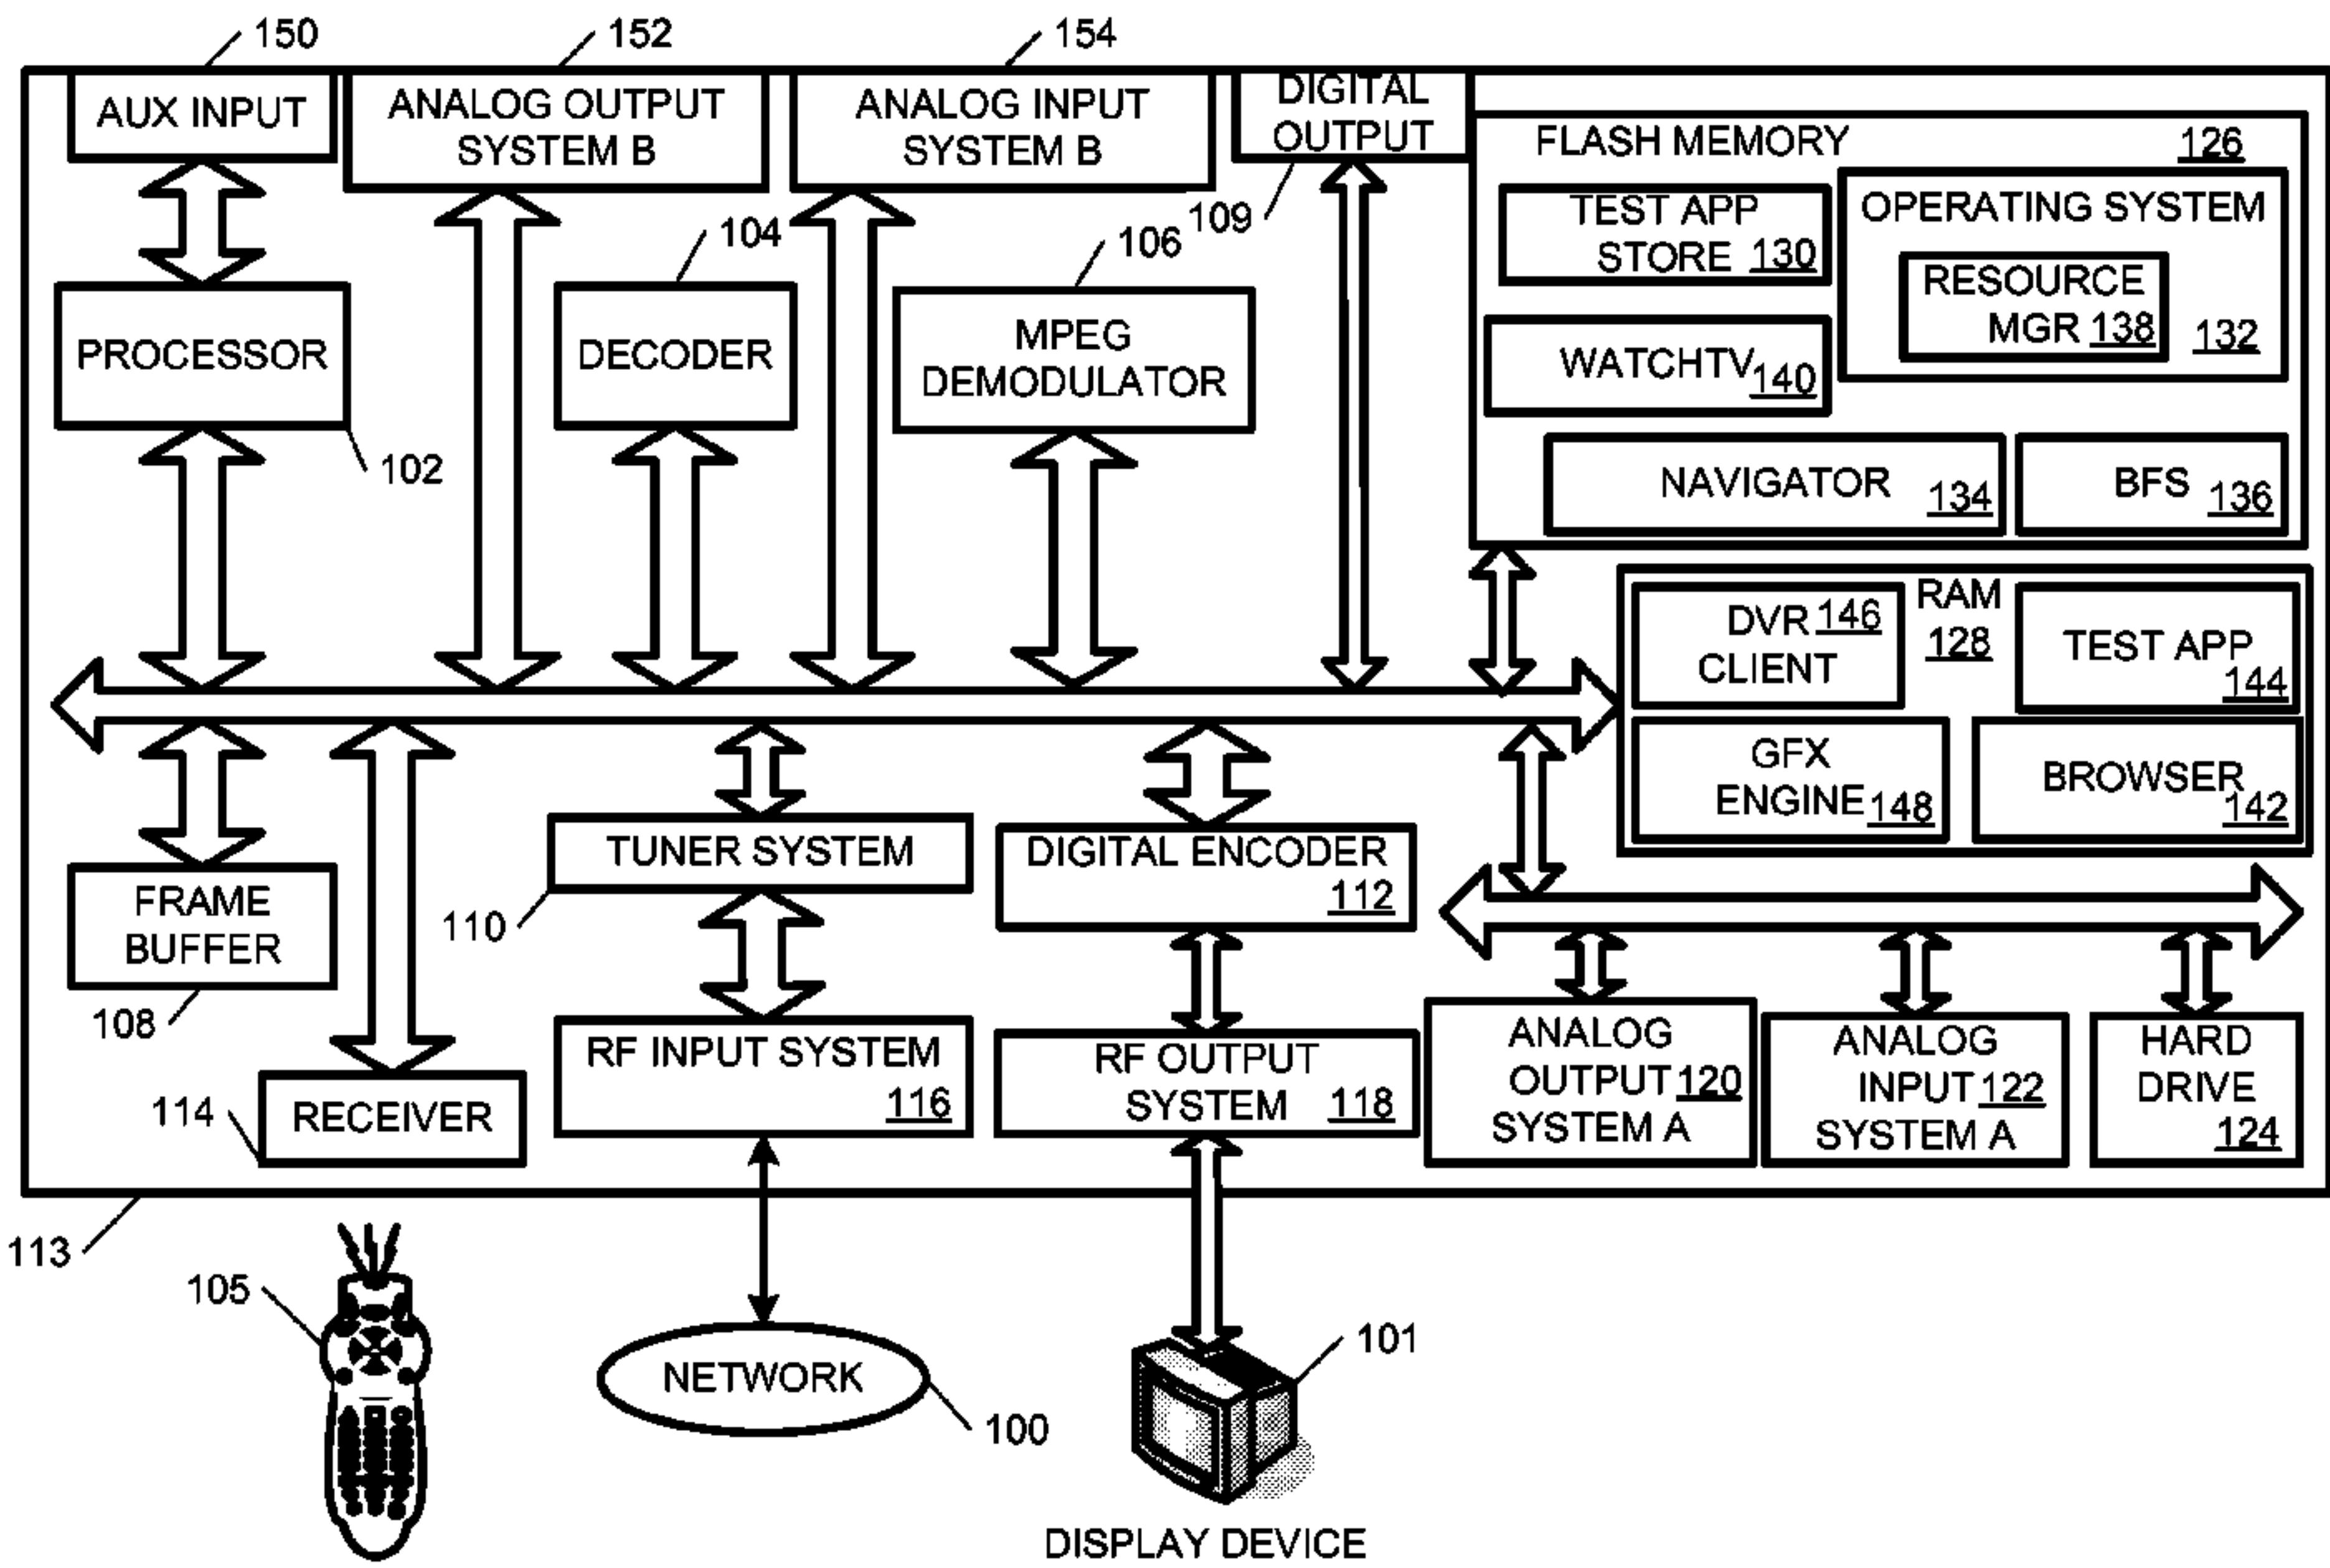 150
152
154
AUX INPUT
ANALOG OUTPUT
SYSTEM B
ANALOG INPUT
SYSTEM B
DIGITAL
OUTPUT
109
FLASH MEMORY
126
TEST APP
STORE 130
OPERATING SYSTEM
RESOURCE
MGR 138
132
WATCHTV 140
NAVIGATOR 134
BFS 136
104
106
PROCESSOR
102
DECODER
MPEG
DEMODULATOR
DVR 146
CLIENT
RAM
128
TEST APP
144
GFX
ENGINE 148
BROWSER
142
FRAME
BUFFER
108
TUNER SYSTEM
110
DIGITAL ENCODER
112
RECEIVER
114
RF INPUT SYSTEM
116
RF OUTPUT
SYSTEM 118
ANALOG
OUTPUT 120
SYSTEM A
ANALOG
INPUT 122
SYSTEM A
HARD
DRIVE
124
113
105
NETWORK
100
101
DISPLAY DEVICE